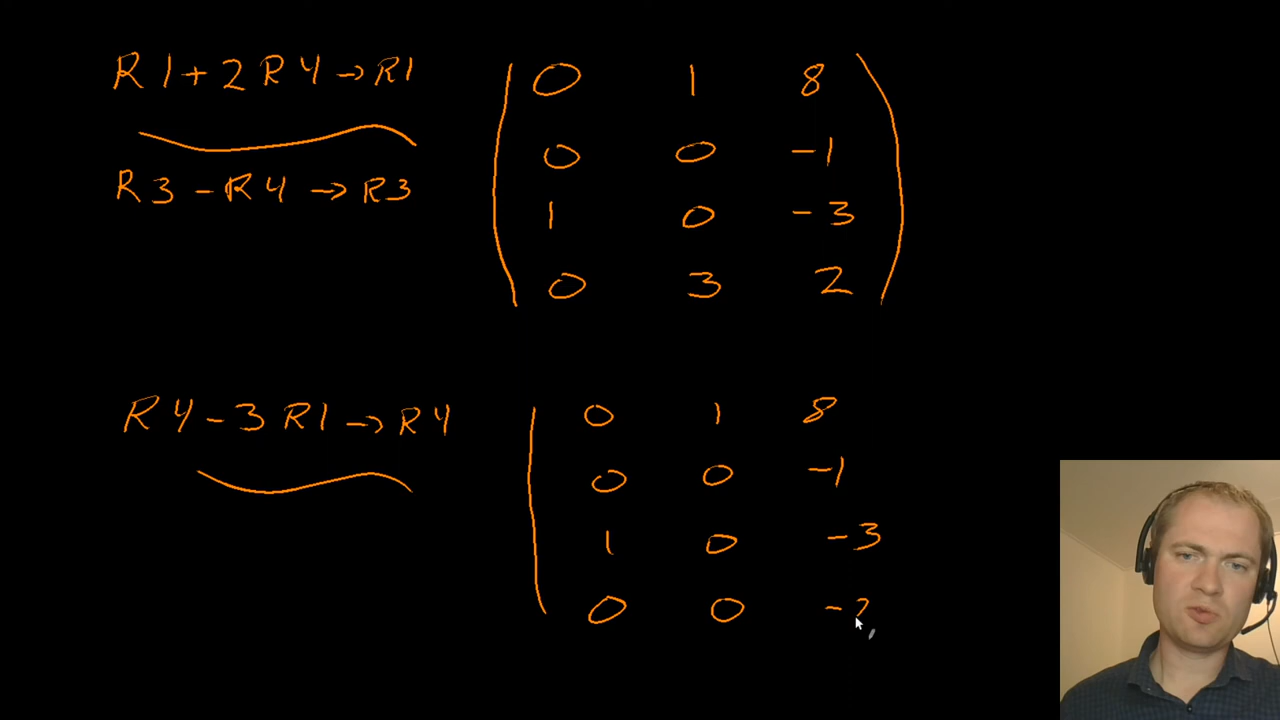 R1+2R4→R1
R3-R4→R3
0 1 8
0 0 -1
1 0 -3
0 3 2
R4-3R1→R4
0 1 8
0 0 -1
1 0 -3
0 0 -2